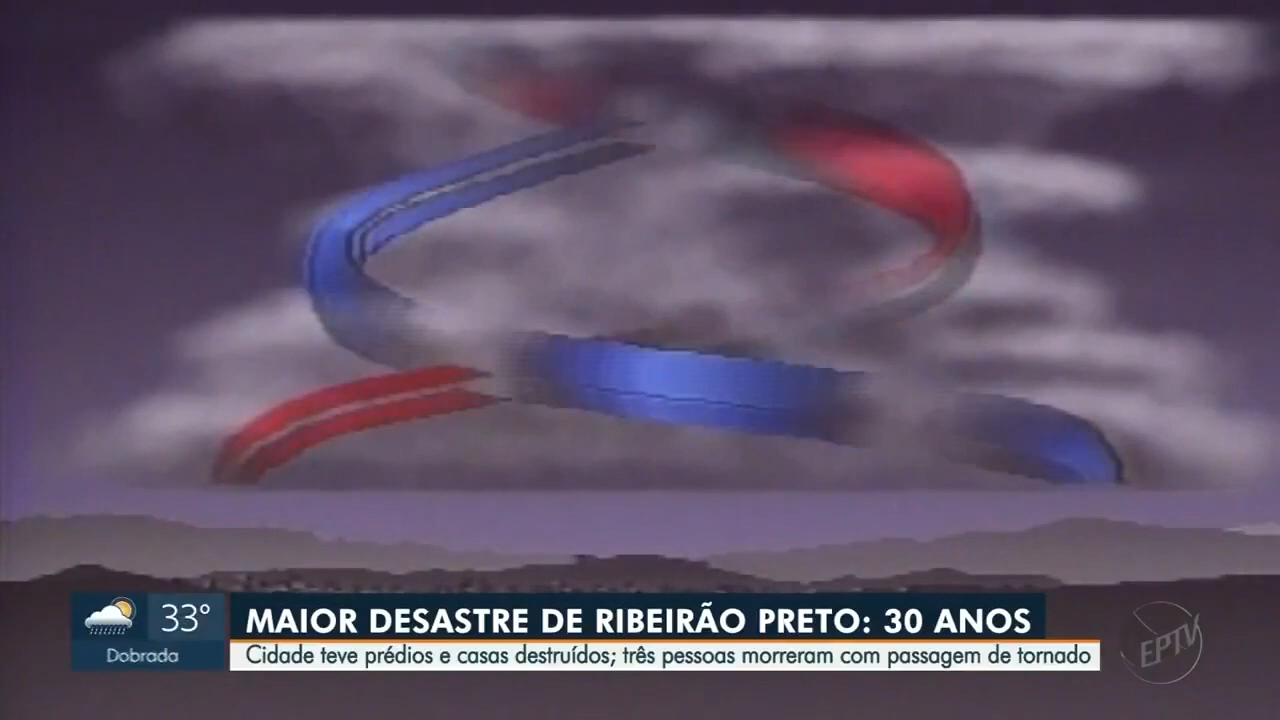 33°
Dobrada
MAIOR DESASTRE DE RIBEIRÃO PRETO: 30 ANOS
Cidade teve prédios e casas destruídos; três pessoas morreram com passagem de tornado
EPTV